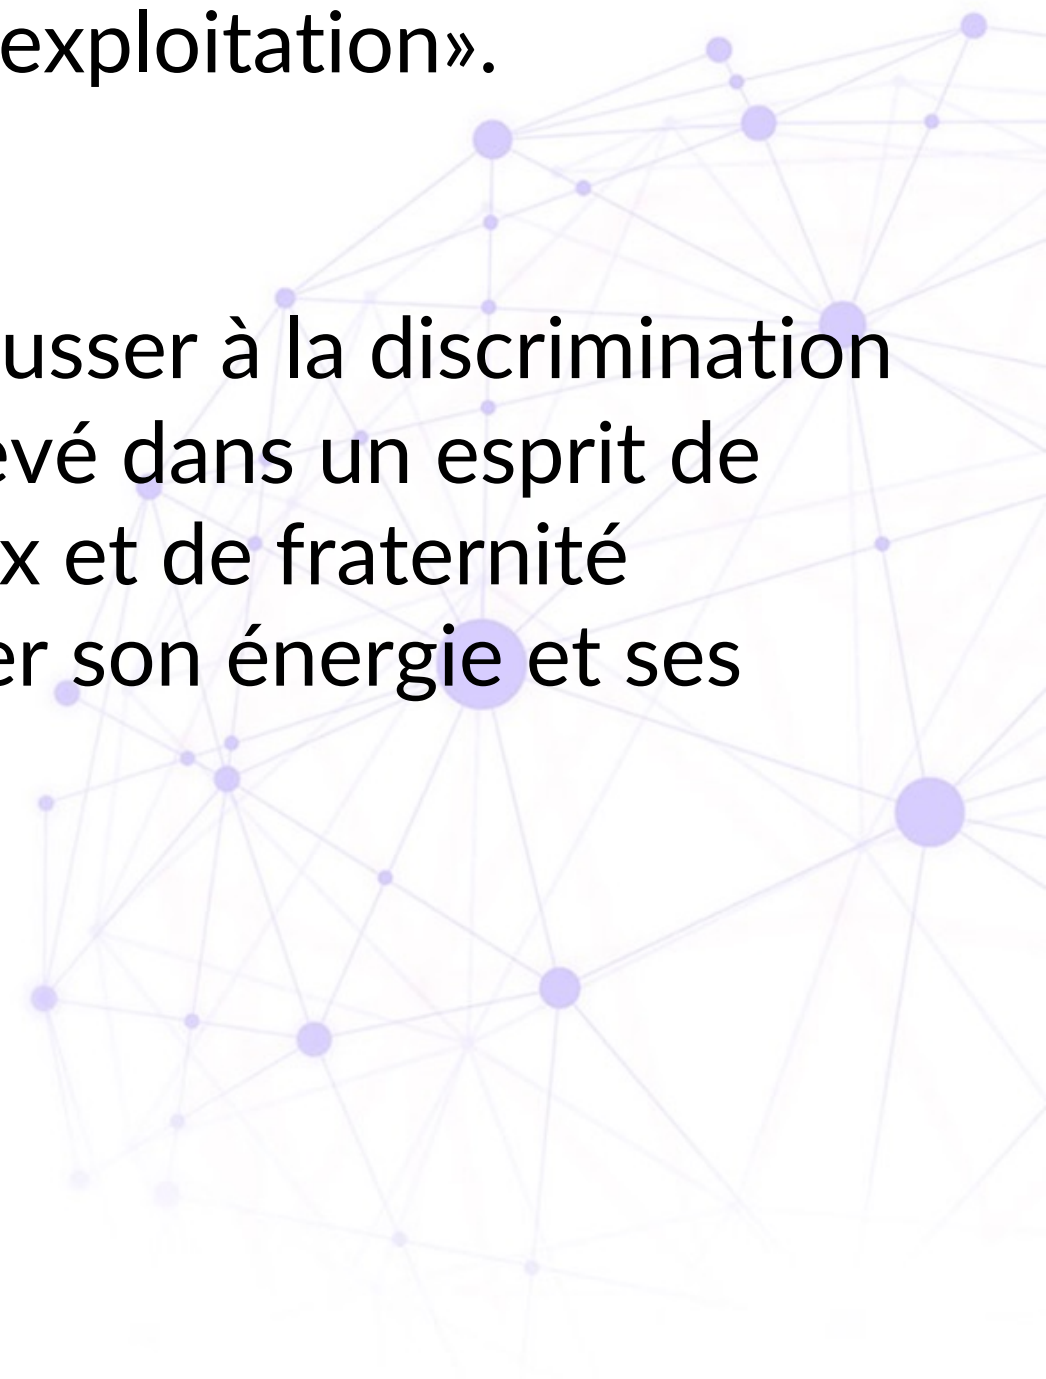 exploitation».
usser à la discrimination
evé dans un esprit de
x et de fraternité
er son énergie et ses